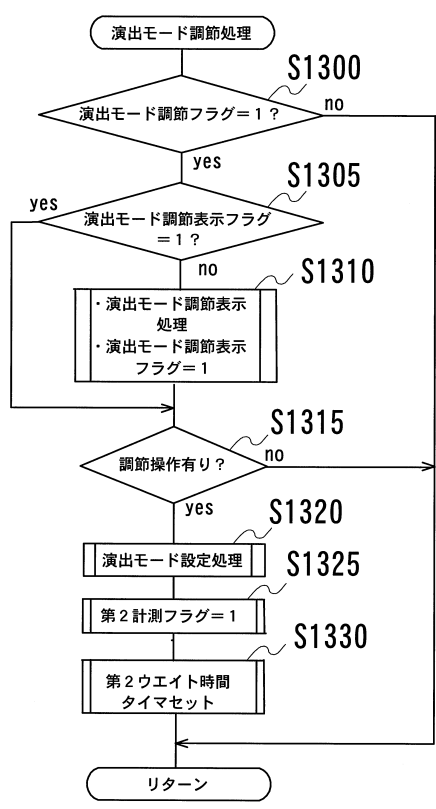 演出モード調節処理
S1300
演出モード調節フラグ＝１？
no
yes
S1305
yes
演出モード調節表示フラグ
＝１？
no
S1310
・演出モード調節表示
処理
・演出モード調節表示
フラグ＝１
S1315
調節操作有り？
no
yes
S1320
演出モード設定処理
S1325
第２計測フラグ＝１
S1330
第２ウエイト時間
タイマセット
リターン